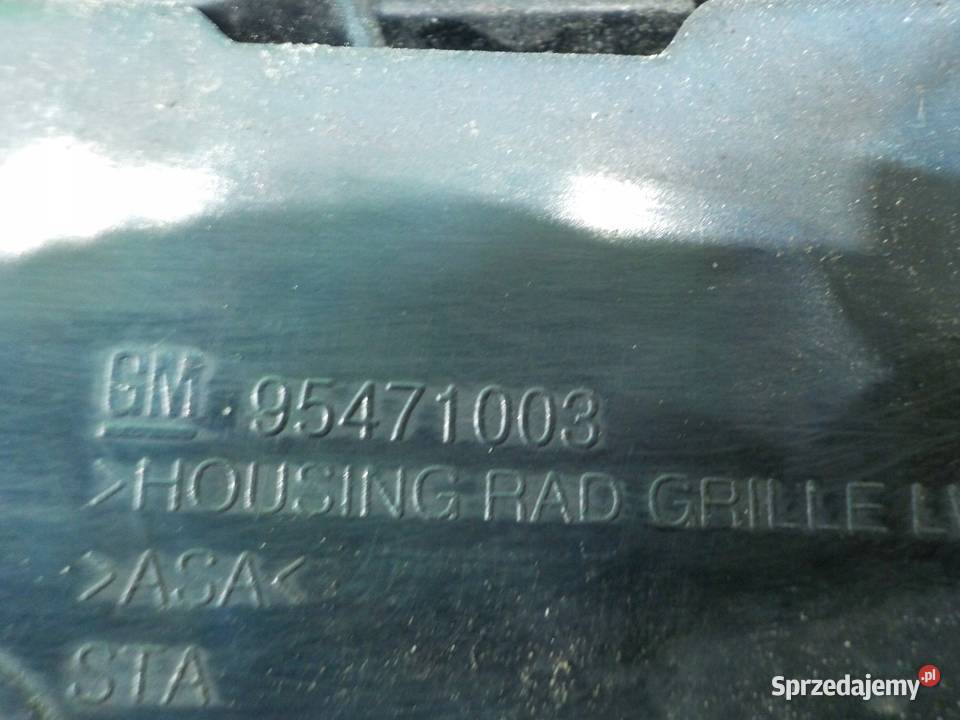 GM. 95471003
>HOUSING RAD GRILLE
>ASA<
STA
Sprzedajemy.pl